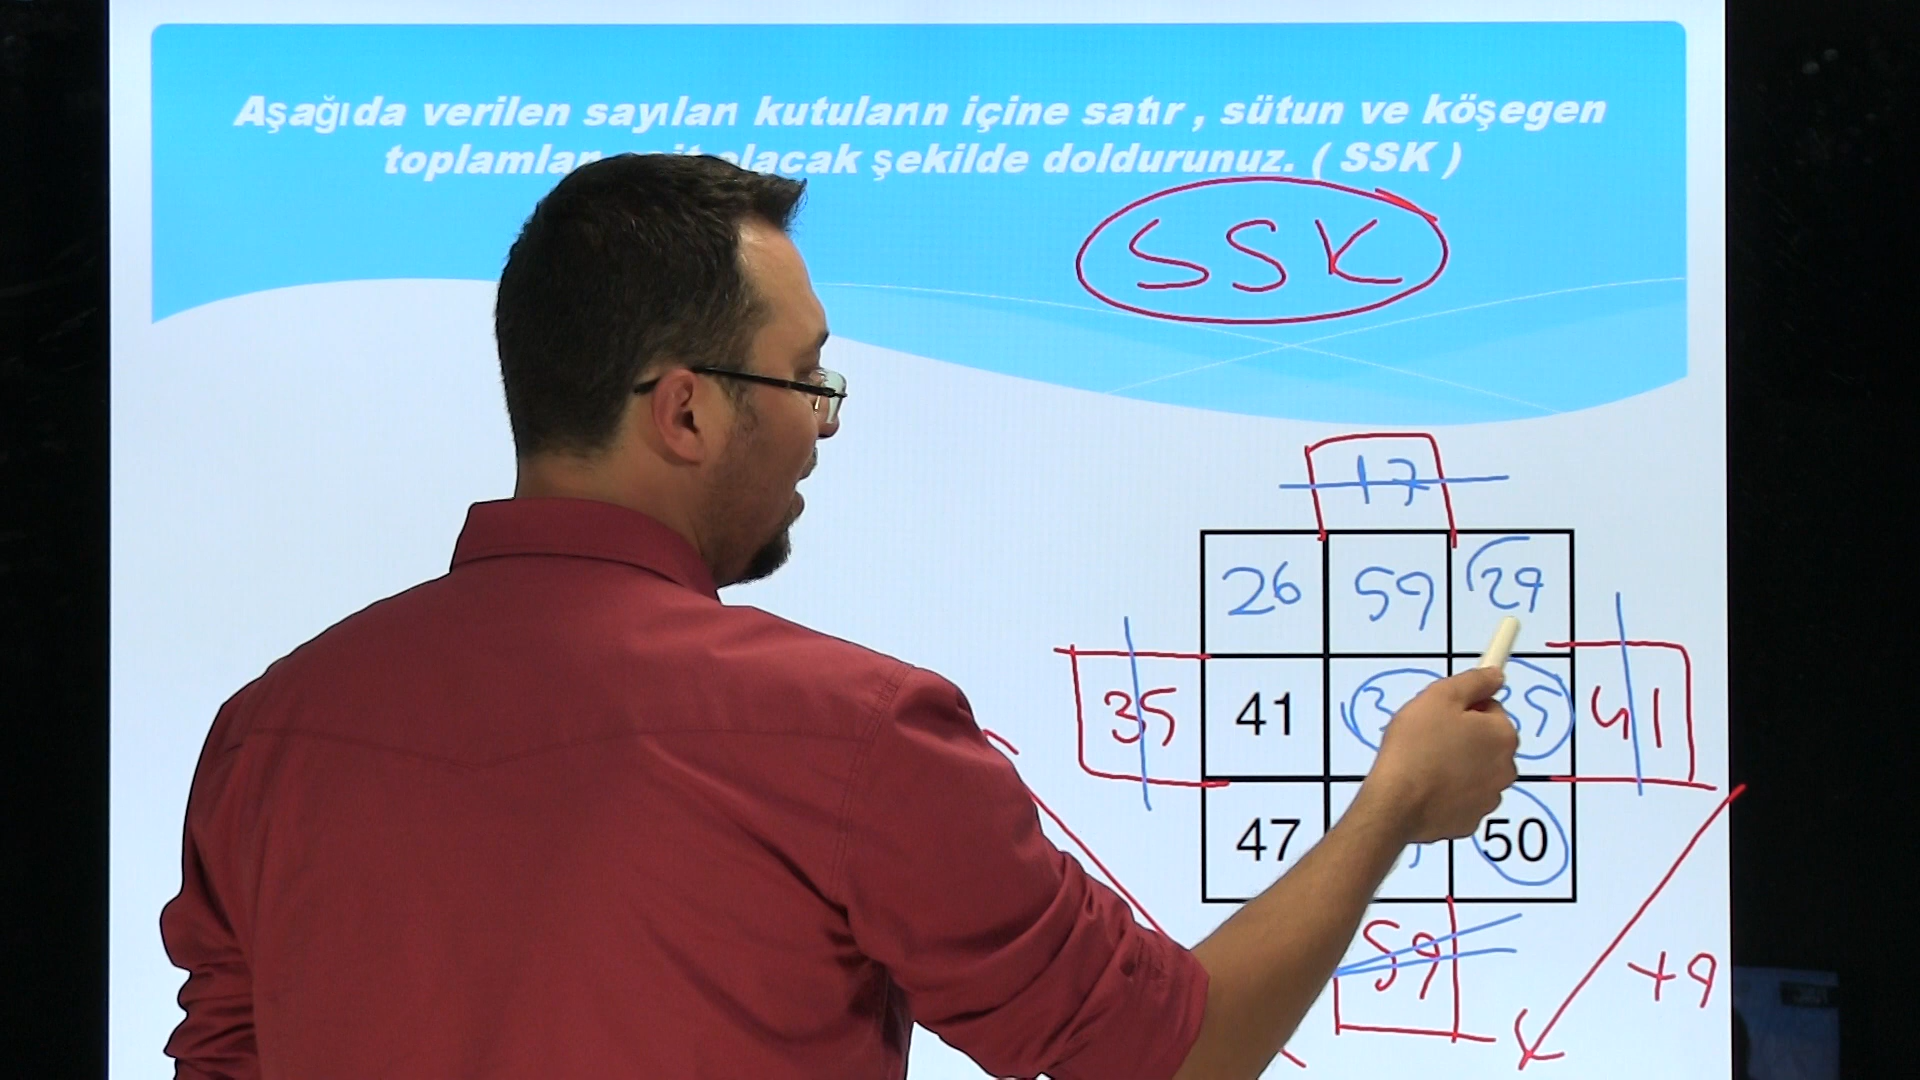 Aşağıda verilen sayıları kutuların içine satır , sütun ve köşegen
olacak şekilde doldurunuz. ( SSK )
SSK
17
26 59 29
35 41 35 41
47 50
59
+9